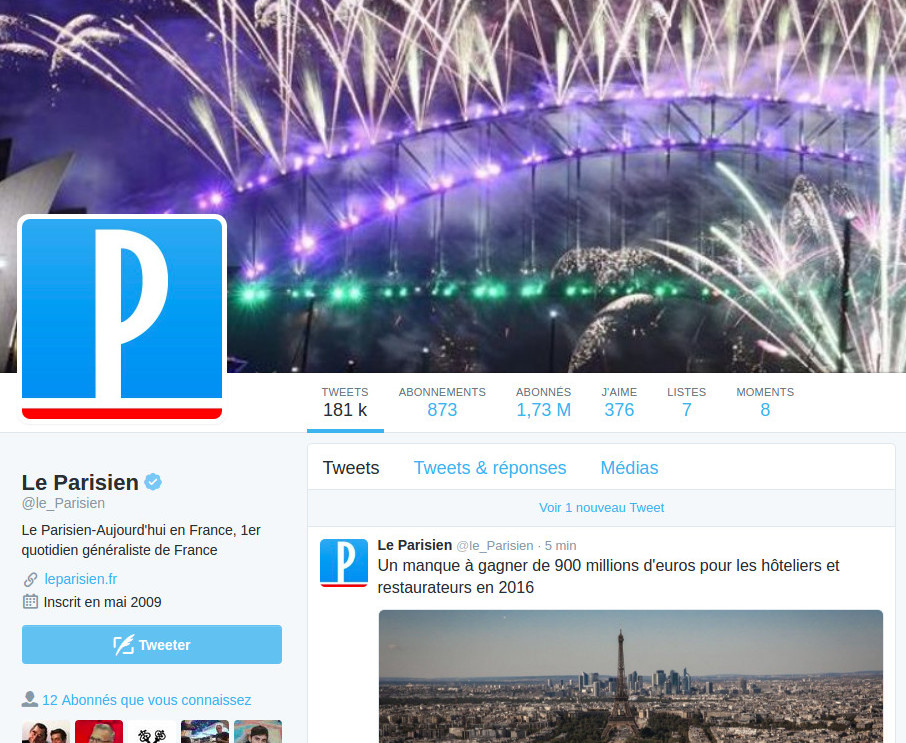 P
TWEETS
181 k
ABONNEMENTS
873
ABONNÉS
1,73 M
J'AIME
376
LISTES
7
MOMENTS
8
Le Parisien
@le_Parisien
Le Parisien-Aujourd'hui en France, 1er
quotidien généraliste de France
leparisien.fr
Inscrit en mai 2009
Tweeter
12 Abonnés que vous connaissez
Tweets
Tweets & réponses
Médias
Voir 1 nouveau Tweet
P
Le Parisien @le_Parisien · 5 min
Un manque à gagner de 900 millions d'euros pour les hôteliers et
restaurateurs en 2016